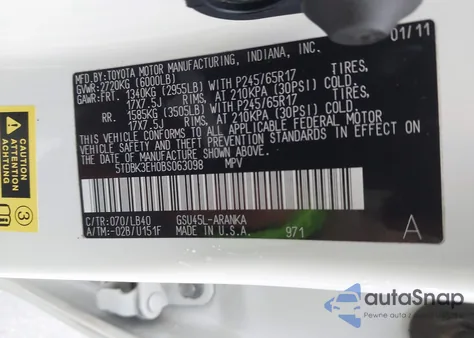 01/11
MFD.BY: TOYOTA MOTOR MANUFACTURING, INDIANA, INC.
GVWR: 2720KG (6000LB)
GAWR: FRT 1340KG (2955LB) WITH P245/65R17 TIRES,
17X7.5J RIMS, AT 210KPA (30PSI) COLD.
RR 1585KG (3505LB) WITH P245/65R17 TIRES,
17X7.5J RIMS, AT 210KPA (30PSI) COLD.
THIS VEHICLE CONFORMS TO ALL APPLICABLE FEDERAL MOTOR
VEHICLE SAFETY AND THEFT PREVENTION STANDARDS IN EFFECT
ON THE DATE OF MANUFACTURE SHOWN ABOVE.
5TDBK3EH0BS063098 MPV
C/TR: 070/LB40 GSU45L-ARANKA
A/TM: -02B/U151F MADE IN U.S.A. 971 A
CAUTION
ATTENTION
ACHTUNG
3
autoSnap